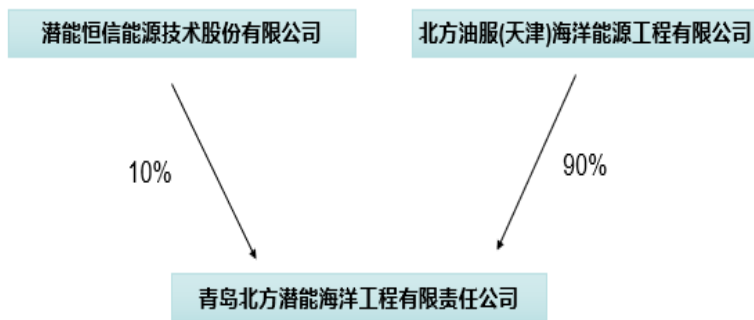 潜能恒信能源技术股份有限公司
北方油服(天津)海洋能源工程有限公司
10%
90%
青岛北方潜能海洋工程有限责任公司